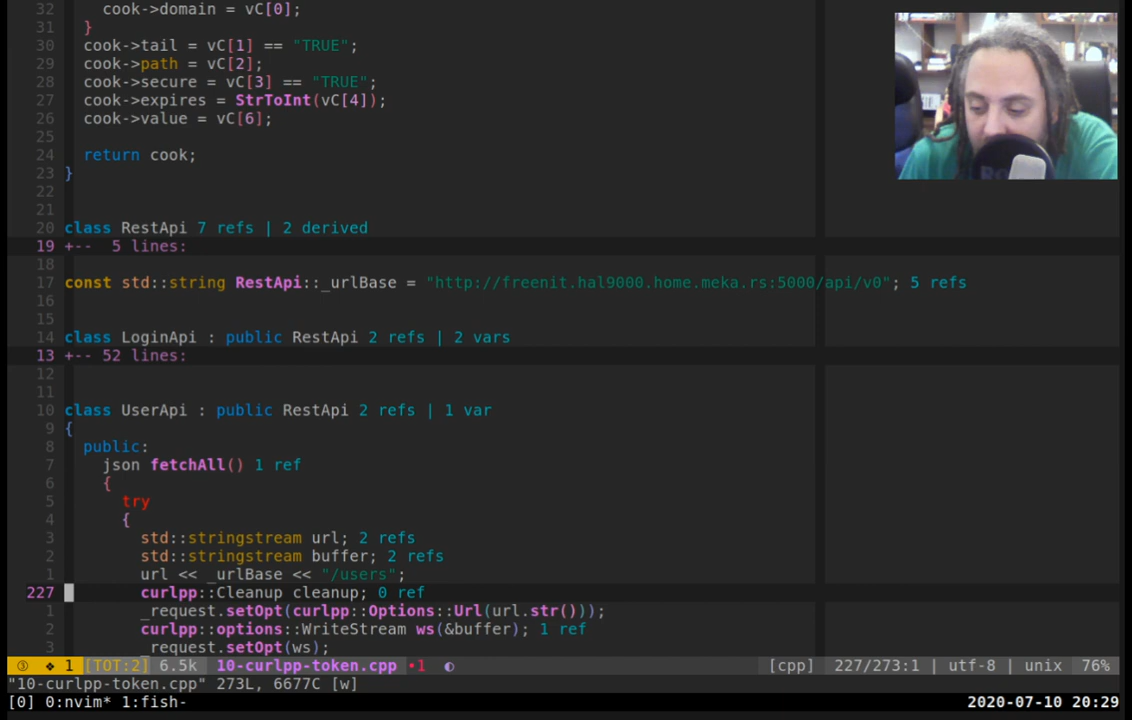 32 cook->domain = vC[0];
31 }
30 cook->tail = vC[1] == "TRUE";
29 cook->path = vC[2];
28 cook->secure = vC[3] == "TRUE";
27 cook->expires = StrToInt(vC[4]);
26 cook->value = vC[6];
25
24 return cook;
23 }
22
21
20 class RestApi 7 refs | 2 derived
19 +-- 5 lines:
18
17 const std::string RestApi::_urlBase = "http://freenit.hal9000.home.meka.rs:5000/api/v0"; 5 refs
16
15
14 class LoginApi : public RestApi 2 refs | 2 vars
13 +-- 52 lines:
12
11
10 class UserApi : public RestApi 2 refs | 1 var
9 {
8 public:
7 json fetchAll() 1 ref
6 {
5 try
4 {
3 std::stringstream url; 2 refs
2 std::stringstream buffer; 2 refs
1 url << _urlBase << "/users";
227 curlpp::Cleanup cleanup; 0 ref
1 _request.setOpt(curlpp::Options::Url(url.str()));
2 curlpp::options::WriteStream ws(&buffer); 1 ref
3 _request.setOpt(ws);
③ ❖ 1 [TOT:2] 6.5k 10-curlpp-token.cpp •1 ◐ [cpp] 227/273:1 | utf-8 | unix 76%
"10-curlpp-token.cpp" 273L, 6677C [w]
[0] 0:nvim* 1:fish- 2020-07-10 20:29